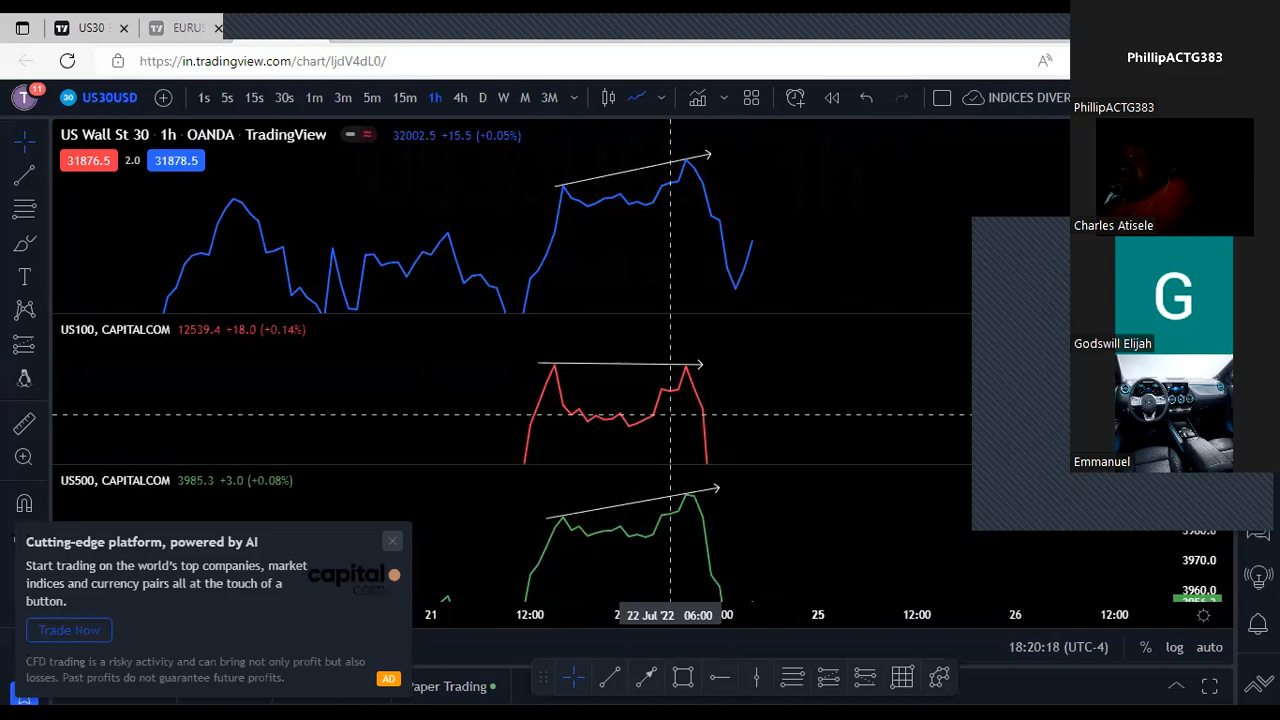 US30
EURUS
https://in.tradingview.com/chart/ljdV4dL0/
A
PhillipACTG383
PhillipACTG383
T 11
30 US30USD
1s 5s 15s 30s 1m 3m 5m 15m 1h 4h D W M 3M
INDICES DIVER
US Wall St 30 · 1h · OANDA · TradingView
32002.5 +15.5 (+0.05%)
31876.5 2.0 31878.5
Charles Atisele
US100, CAPITALCOM 12539.4 +18.0 (+0.14%)
G
Godswill Elijah
Emmanuel
US500, CAPITALCOM 3985.3 +3.0 (+0.08%)
3980.0
3970.0
3960.0
Cutting-edge platform, powered by AI
Start trading on the world's top companies, market
indices and currency pairs all at the touch of a
button.
capital
com
Trade Now
CFD trading is a risky activity and can bring not only profit but also
losses. Past profits do not guarantee future profits.
AD
21 12:00 22 Jul '22 06:00 :00 25 12:00 26 12:00
18:20:18 (UTC-4) % log auto
Paper Trading